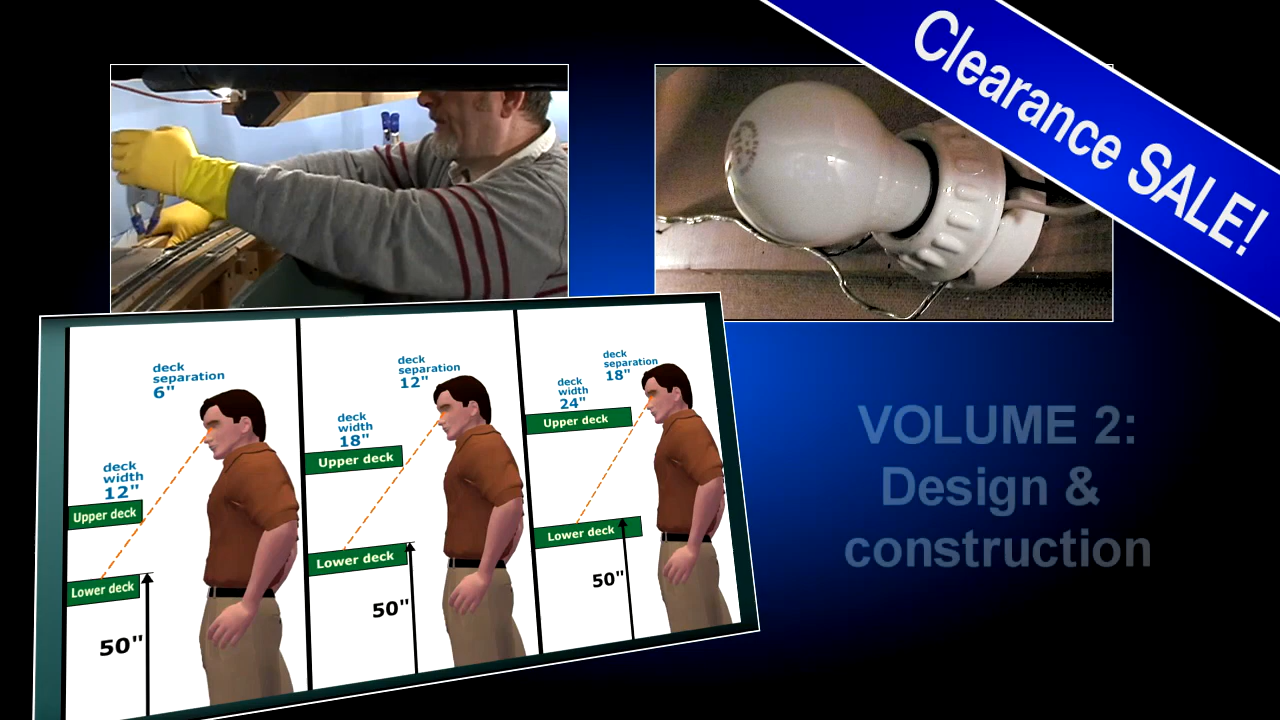 Clearance SALE!
deck
separation
6"
deck
width
12"
Upper deck
Lower deck
50"
deck
separation
12"
deck
width
18"
Upper deck
Lower deck
50"
deck
separation
18"
deck
width
24"
Upper deck
Lower deck
50"
VOLUME 2:
Design &
construction